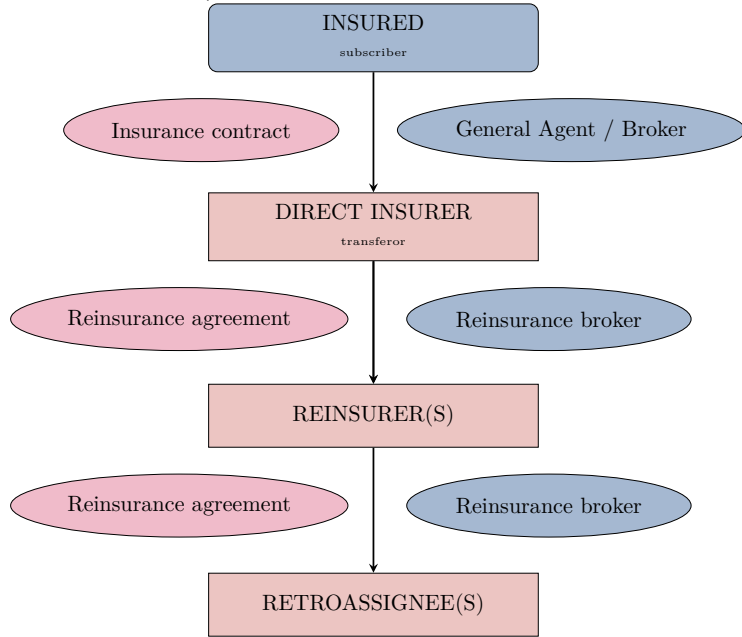 INSURED
subscriber
Insurance contract
General Agent / Broker
DIRECT INSURER
transferor
Reinsurance agreement
Reinsurance broker
REINSURER(S)
Reinsurance agreement
Reinsurance broker
RETROASSIGNEE(S)